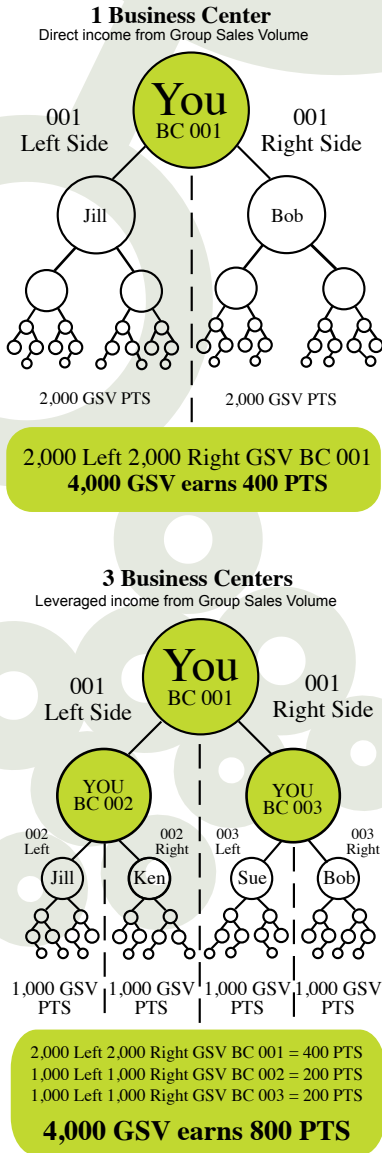 1 Business Center
Direct income from Group Sales Volume
You
BC 001
001
Left Side
001
Right Side
Jill
Bob
2,000 GSV PTS
2,000 GSV PTS
2,000 Left 2,000 Right GSV BC 001
4,000 GSV earns 400 PTS
3 Business Centers
Leveraged income from Group Sales Volume
You
BC 001
001
Left Side
001
Right Side
YOU
BC 002
YOU
BC 003
002
Left
002
Right
003
Left
003
Right
Jill
Ken
Sue
Bob
1,000 GSV
PTS
1,000 GSV
PTS
1,000 GSV
PTS
1,000 GSV
PTS
2,000 Left 2,000 Right GSV BC 001 = 400 PTS
1,000 Left 1,000 Right GSV BC 002 = 200 PTS
1,000 Left 1,000 Right GSV BC 003 = 200 PTS
4,000 GSV earns 800 PTS